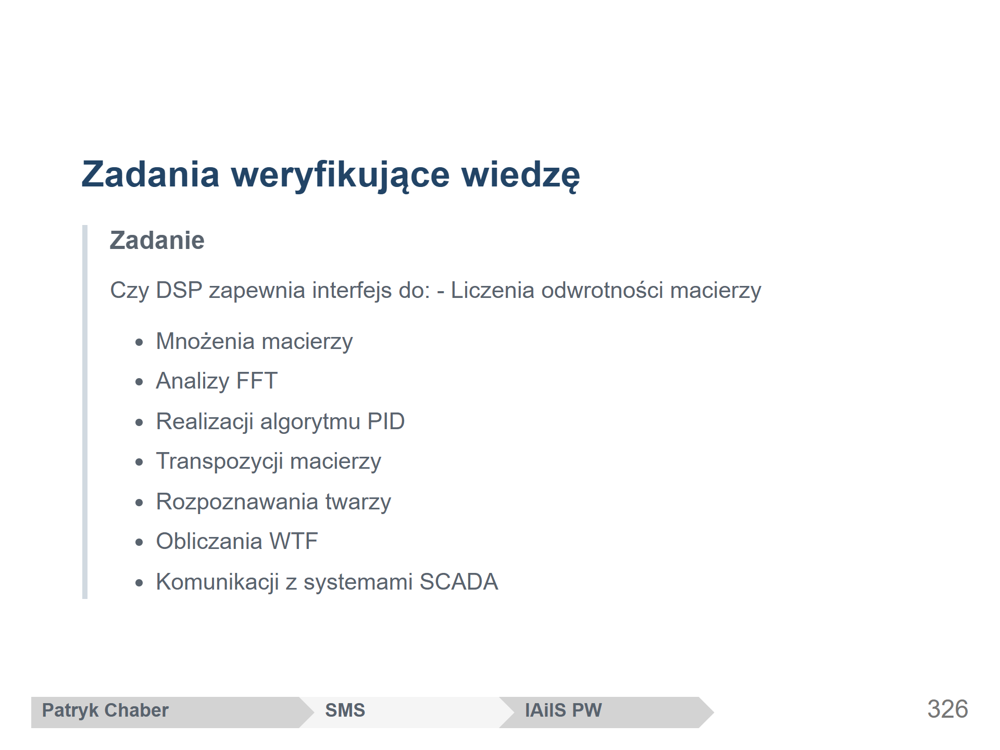 Zadania weryfikujące wiedzę
Zadanie
Czy DSP zapewnia interfejs do: - Liczenia odwrotności macierzy
• Mnożenia macierzy
• Analizy FFT
• Realizacji algorytmu PID
• Transpozycji macierzy
• Rozpoznawania twarzy
• Obliczania WTF
• Komunikacji z systemami SCADA
Patryk Chaber
SMS
IAiIS PW
326